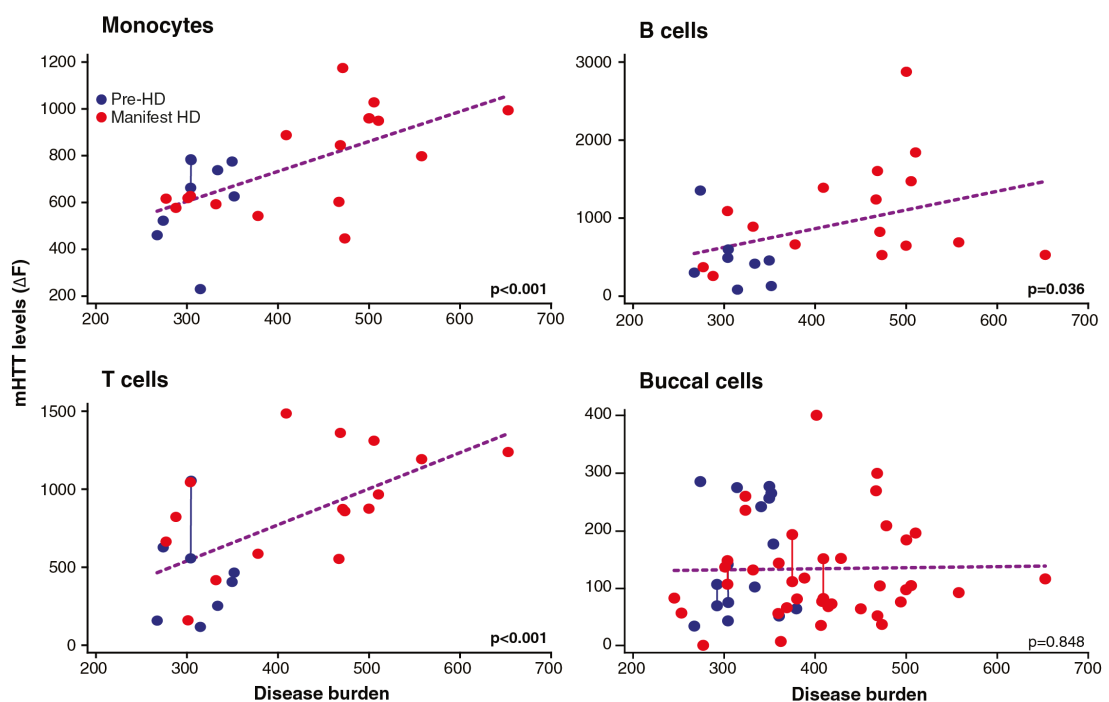 Monocytes
1200
1000
800
600
400
200
Pre-HD
Manifest HD
p<0.001
200 300 400 500 600 700
B cells
3000
2000
1000
0
p=0.036
200 300 400 500 600 700
mHTT levels (ΔF)
T cells
1500
1000
500
0
p<0.001
200 300 400 500 600 700
Disease burden
Buccal cells
400
300
200
100
0
p=0.848
200 300 400 500 600 700
Disease burden